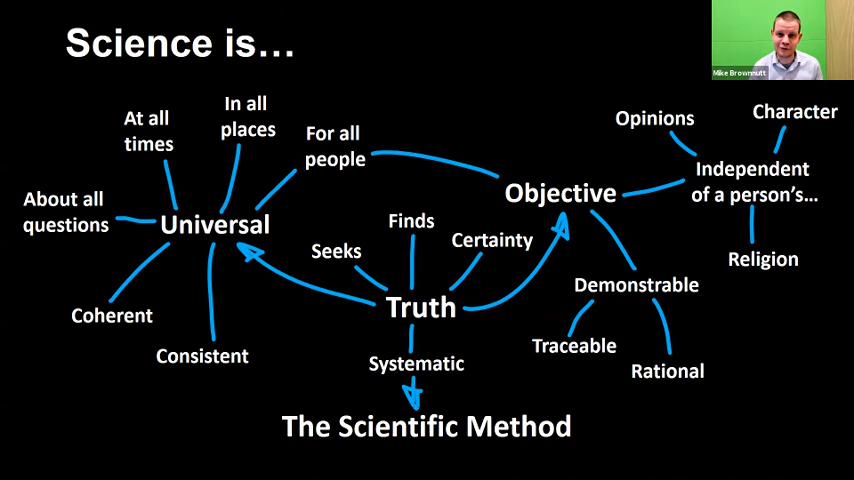 Science is...
Mike Brownnutt
At all
times
In all
places
For all
people
Opinions
Character
About all
questions
Universal
Objective
Independent
of a person's...
Finds
Seeks
Certainty
Religion
Coherent
Truth
Demonstrable
Consistent
Systematic
Traceable
Rational
The Scientific Method